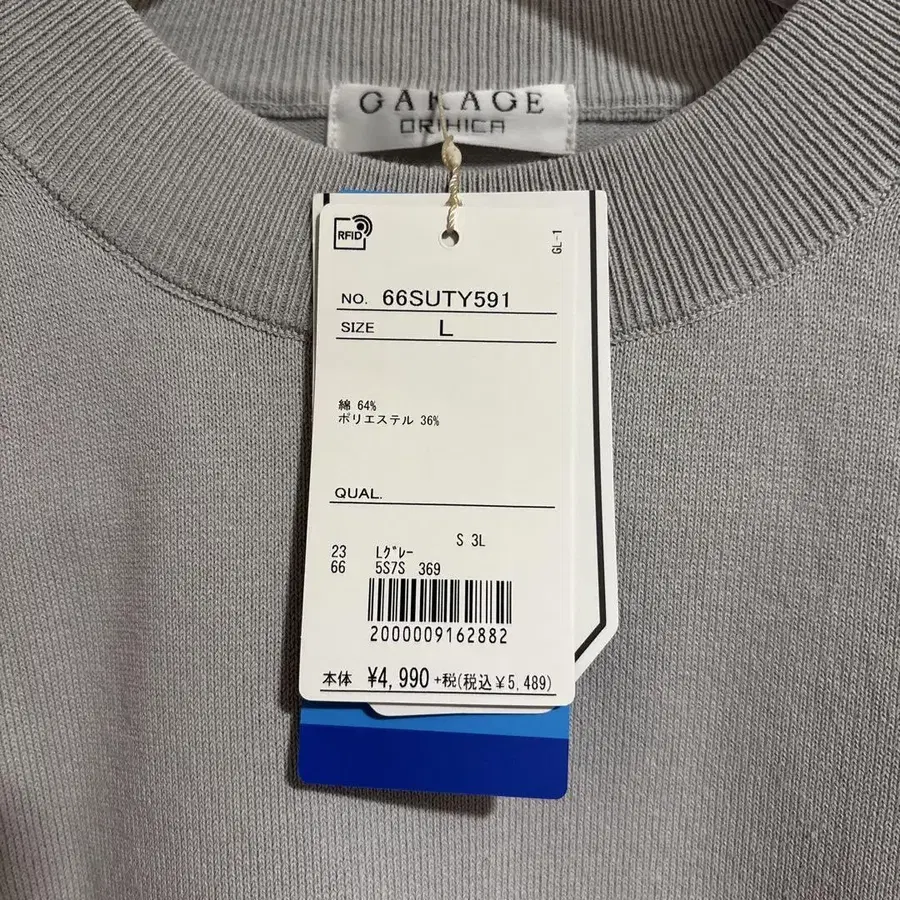 GARAGE
ORIHICA
RFID
GL-1
NO. 66SUTY591
SIZE L
綿 64%
ポリエステル 36%
QUAL.
S 3L
23 Lグレー
66 5S7S 369
2000009162882
本体 ¥4,990 +税(税込¥5,489)